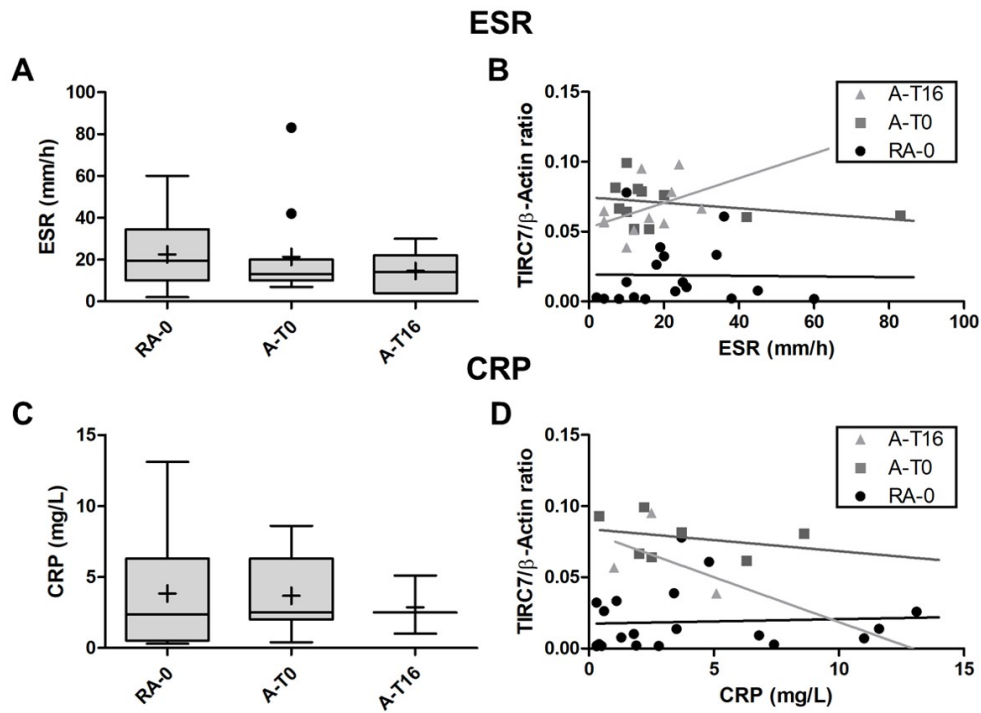 ESR
A
ESR (mm/h)
100
80
60
40
20
0
RA-0
A-T0
A-T16
B
TIRC7/β-Actin ratio
0.15
0.10
0.05
0.00
0
20
40
60
80
100
ESR (mm/h)
A-T16
A-T0
RA-0
CRP
C
CRP (mg/L)
15
10
5
0
RA-0
A-T0
A-T16
D
TIRC7/β-Actin ratio
0.15
0.10
0.05
0.00
0
5
10
15
CRP (mg/L)
A-T16
A-T0
RA-0